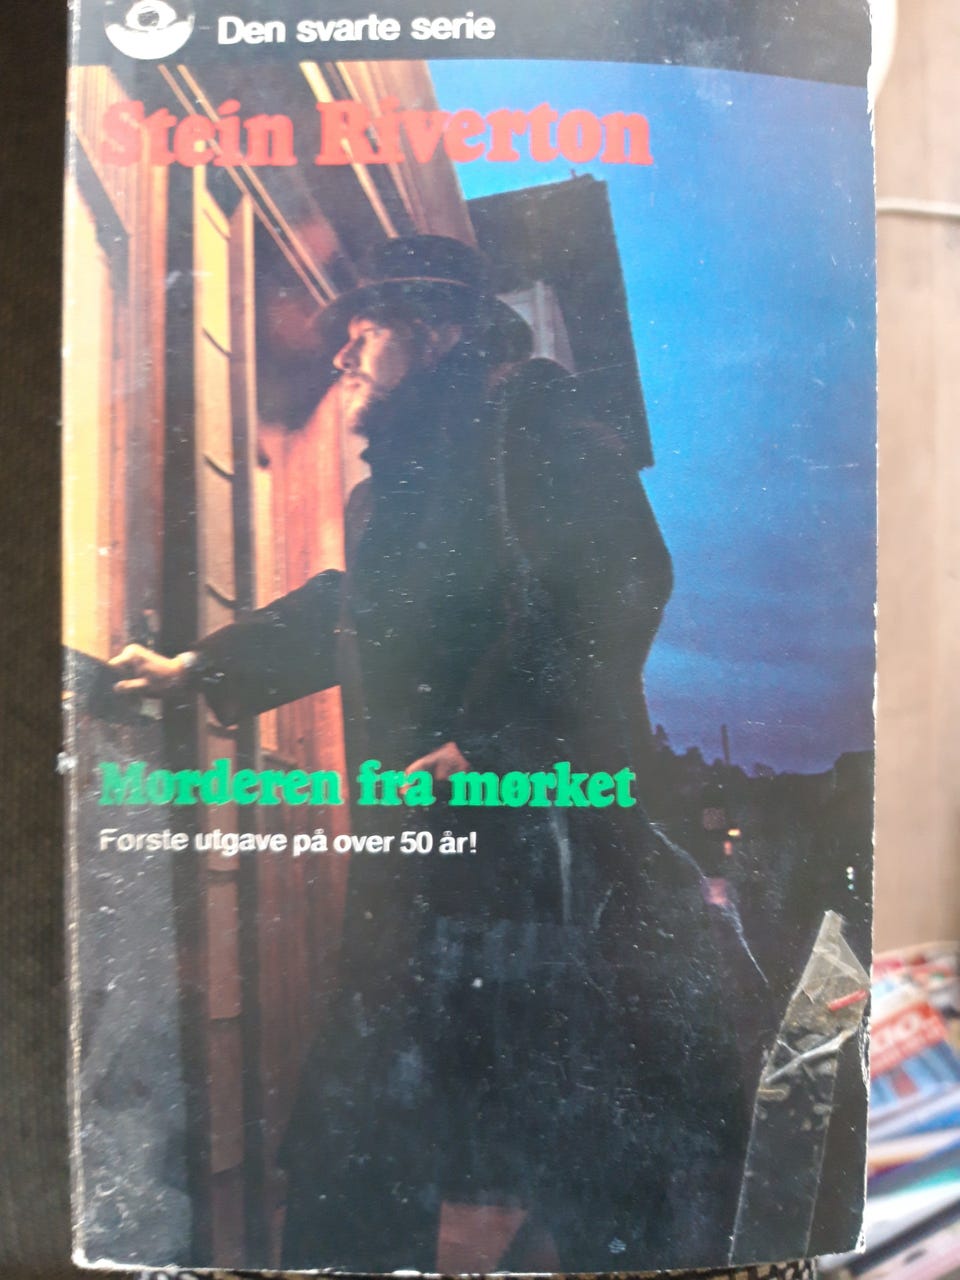 Den svarte serie
Stein Riverton
Morderen fra mørket
Første utgave på over 50 år!